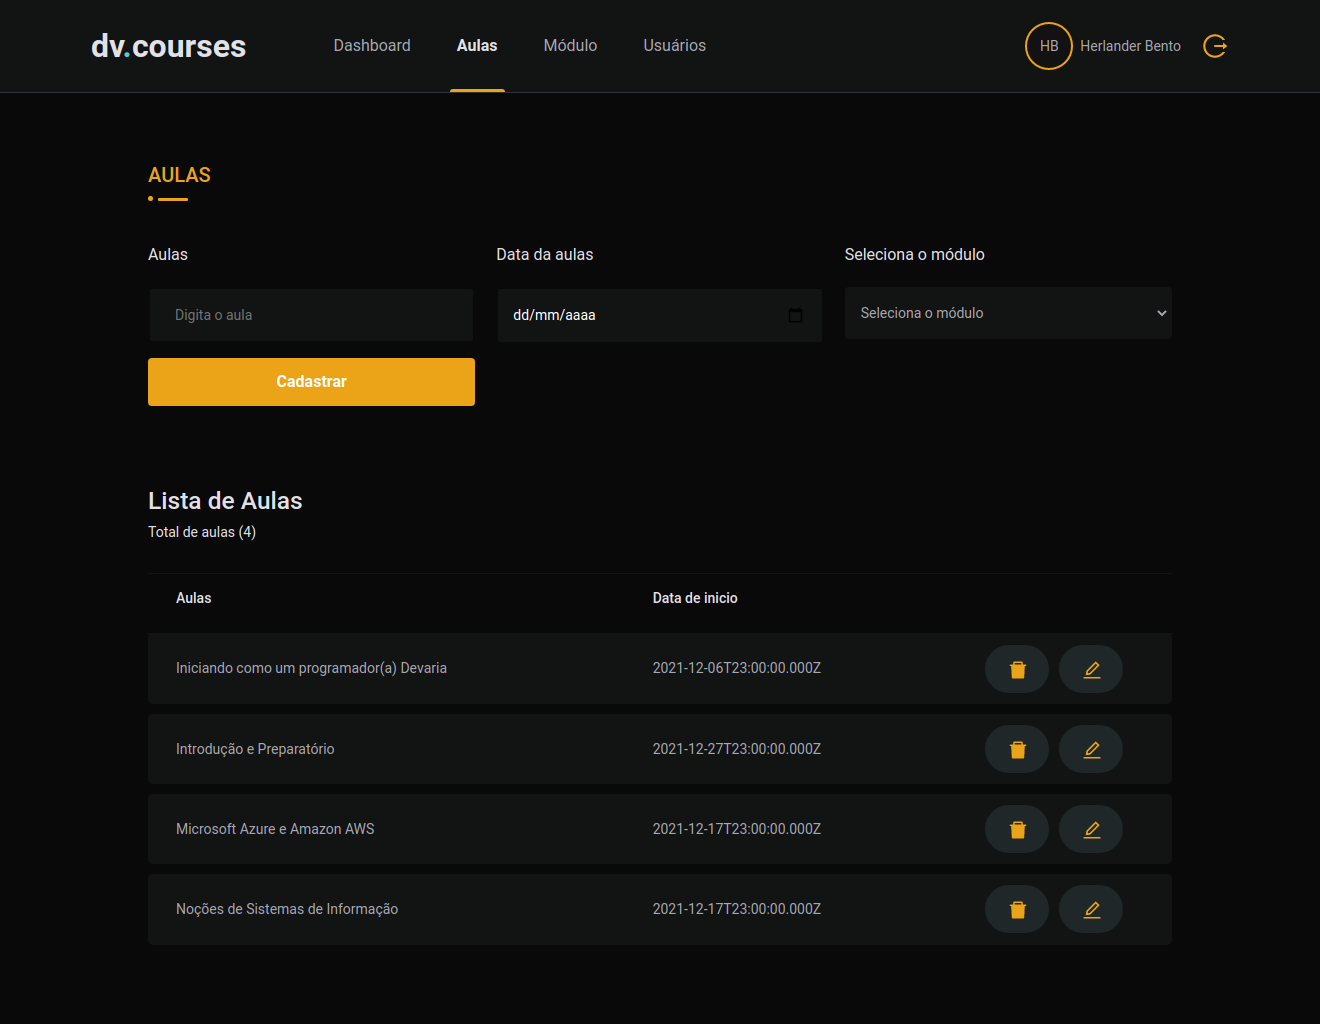 dv.courses Dashboard Aulas Módulo Usuários HB Herlander Bento
AULAS
Aulas Data da aulas Seleciona o módulo
Digita o aula dd/mm/aaaa Seleciona o módulo
Cadastrar
Lista de Aulas
Total de aulas (4)
Aulas Data de inicio
Iniciando como um programador(a) Devaria 2021-12-06T23:00:00.000Z
Introdução e Preparatório 2021-12-27T23:00:00.000Z
Microsoft Azure e Amazon AWS 2021-12-17T23:00:00.000Z
Noções de Sistemas de Informação 2021-12-17T23:00:00.000Z